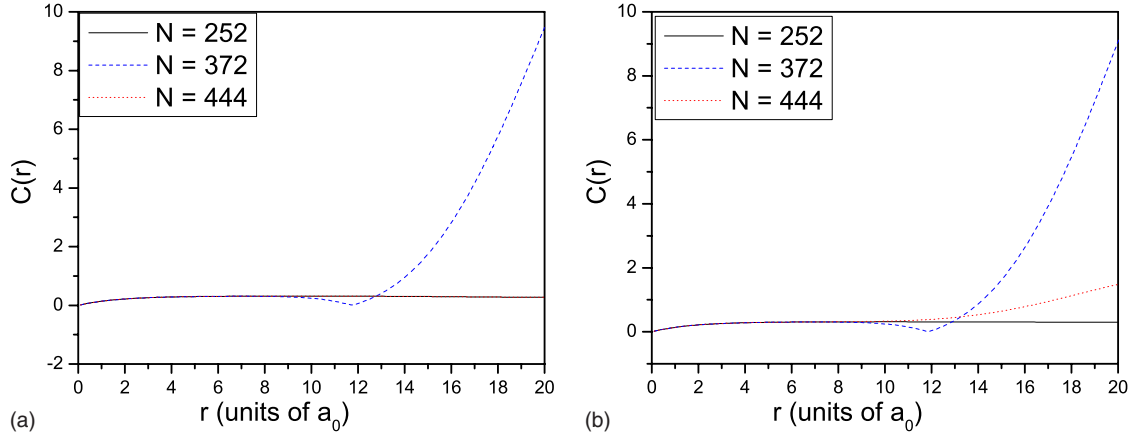 10
8
6
4
2
0
-2
C(r)
N = 252
N = 372
N = 444
0 2 4 6 8 10 12 14 16 18 20
r (units of a0)
(a)
10
8
6
4
2
0
C(r)
N = 252
N = 372
N = 444
0 2 4 6 8 10 12 14 16 18 20
r (units of a0)
(b)